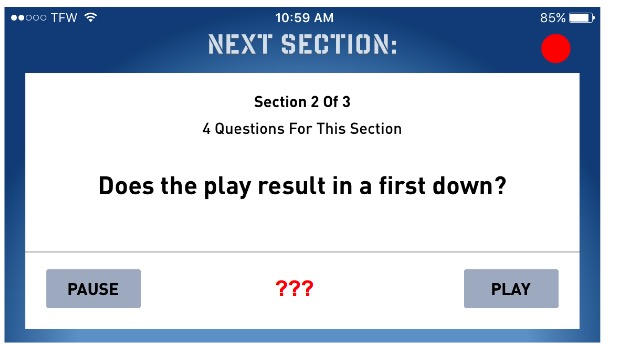 TFW 10:59 AM 85%
NEXT SECTION:
Section 2 Of 3
4 Questions For This Section
Does the play result in a first down?
PAUSE ??? PLAY